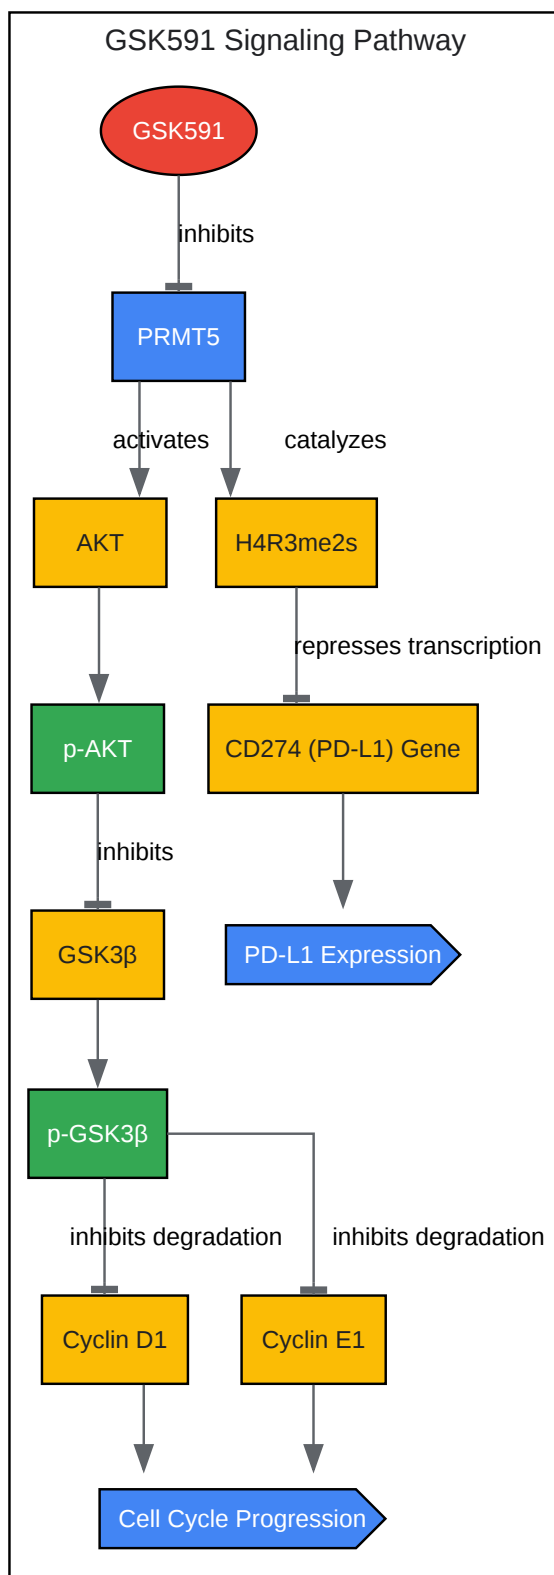 GSK591 Signaling Pathway
GSK591
inhibits
PRMT5
activates
catalyzes
AKT
H4R3me2s
represses transcription
p-AKT
CD274 (PD-L1) Gene
inhibits
GSK3β
PD-L1 Expression
p-GSK3β
inhibits degradation
inhibits degradation
Cyclin D1
Cyclin E1
Cell Cycle Progression